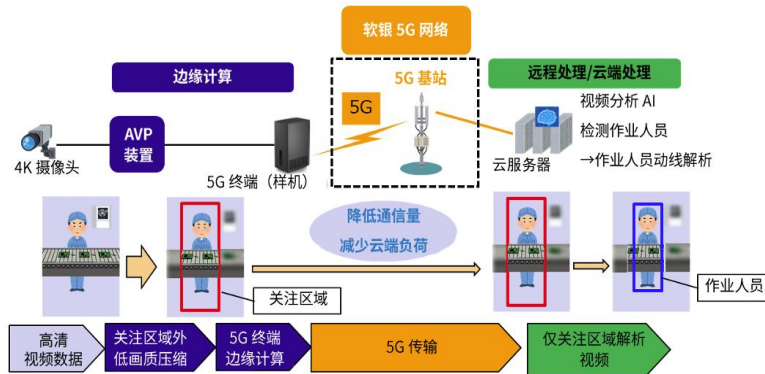 软银 5G 网络
边缘计算
5G 基站
远程处理/云端处理
5G
视频分析 AI
检测作业人员
→作业人员动线解析
AVP
装置
4K 摄像头
5G 终端（样机）
云服务器
降低通信量
减少云端负荷
关注区域
作业人员
高清
视频数据
关注区域外
低画质压缩
5G 终端
边缘计算
5G 传输
仅关注区域解析
视频